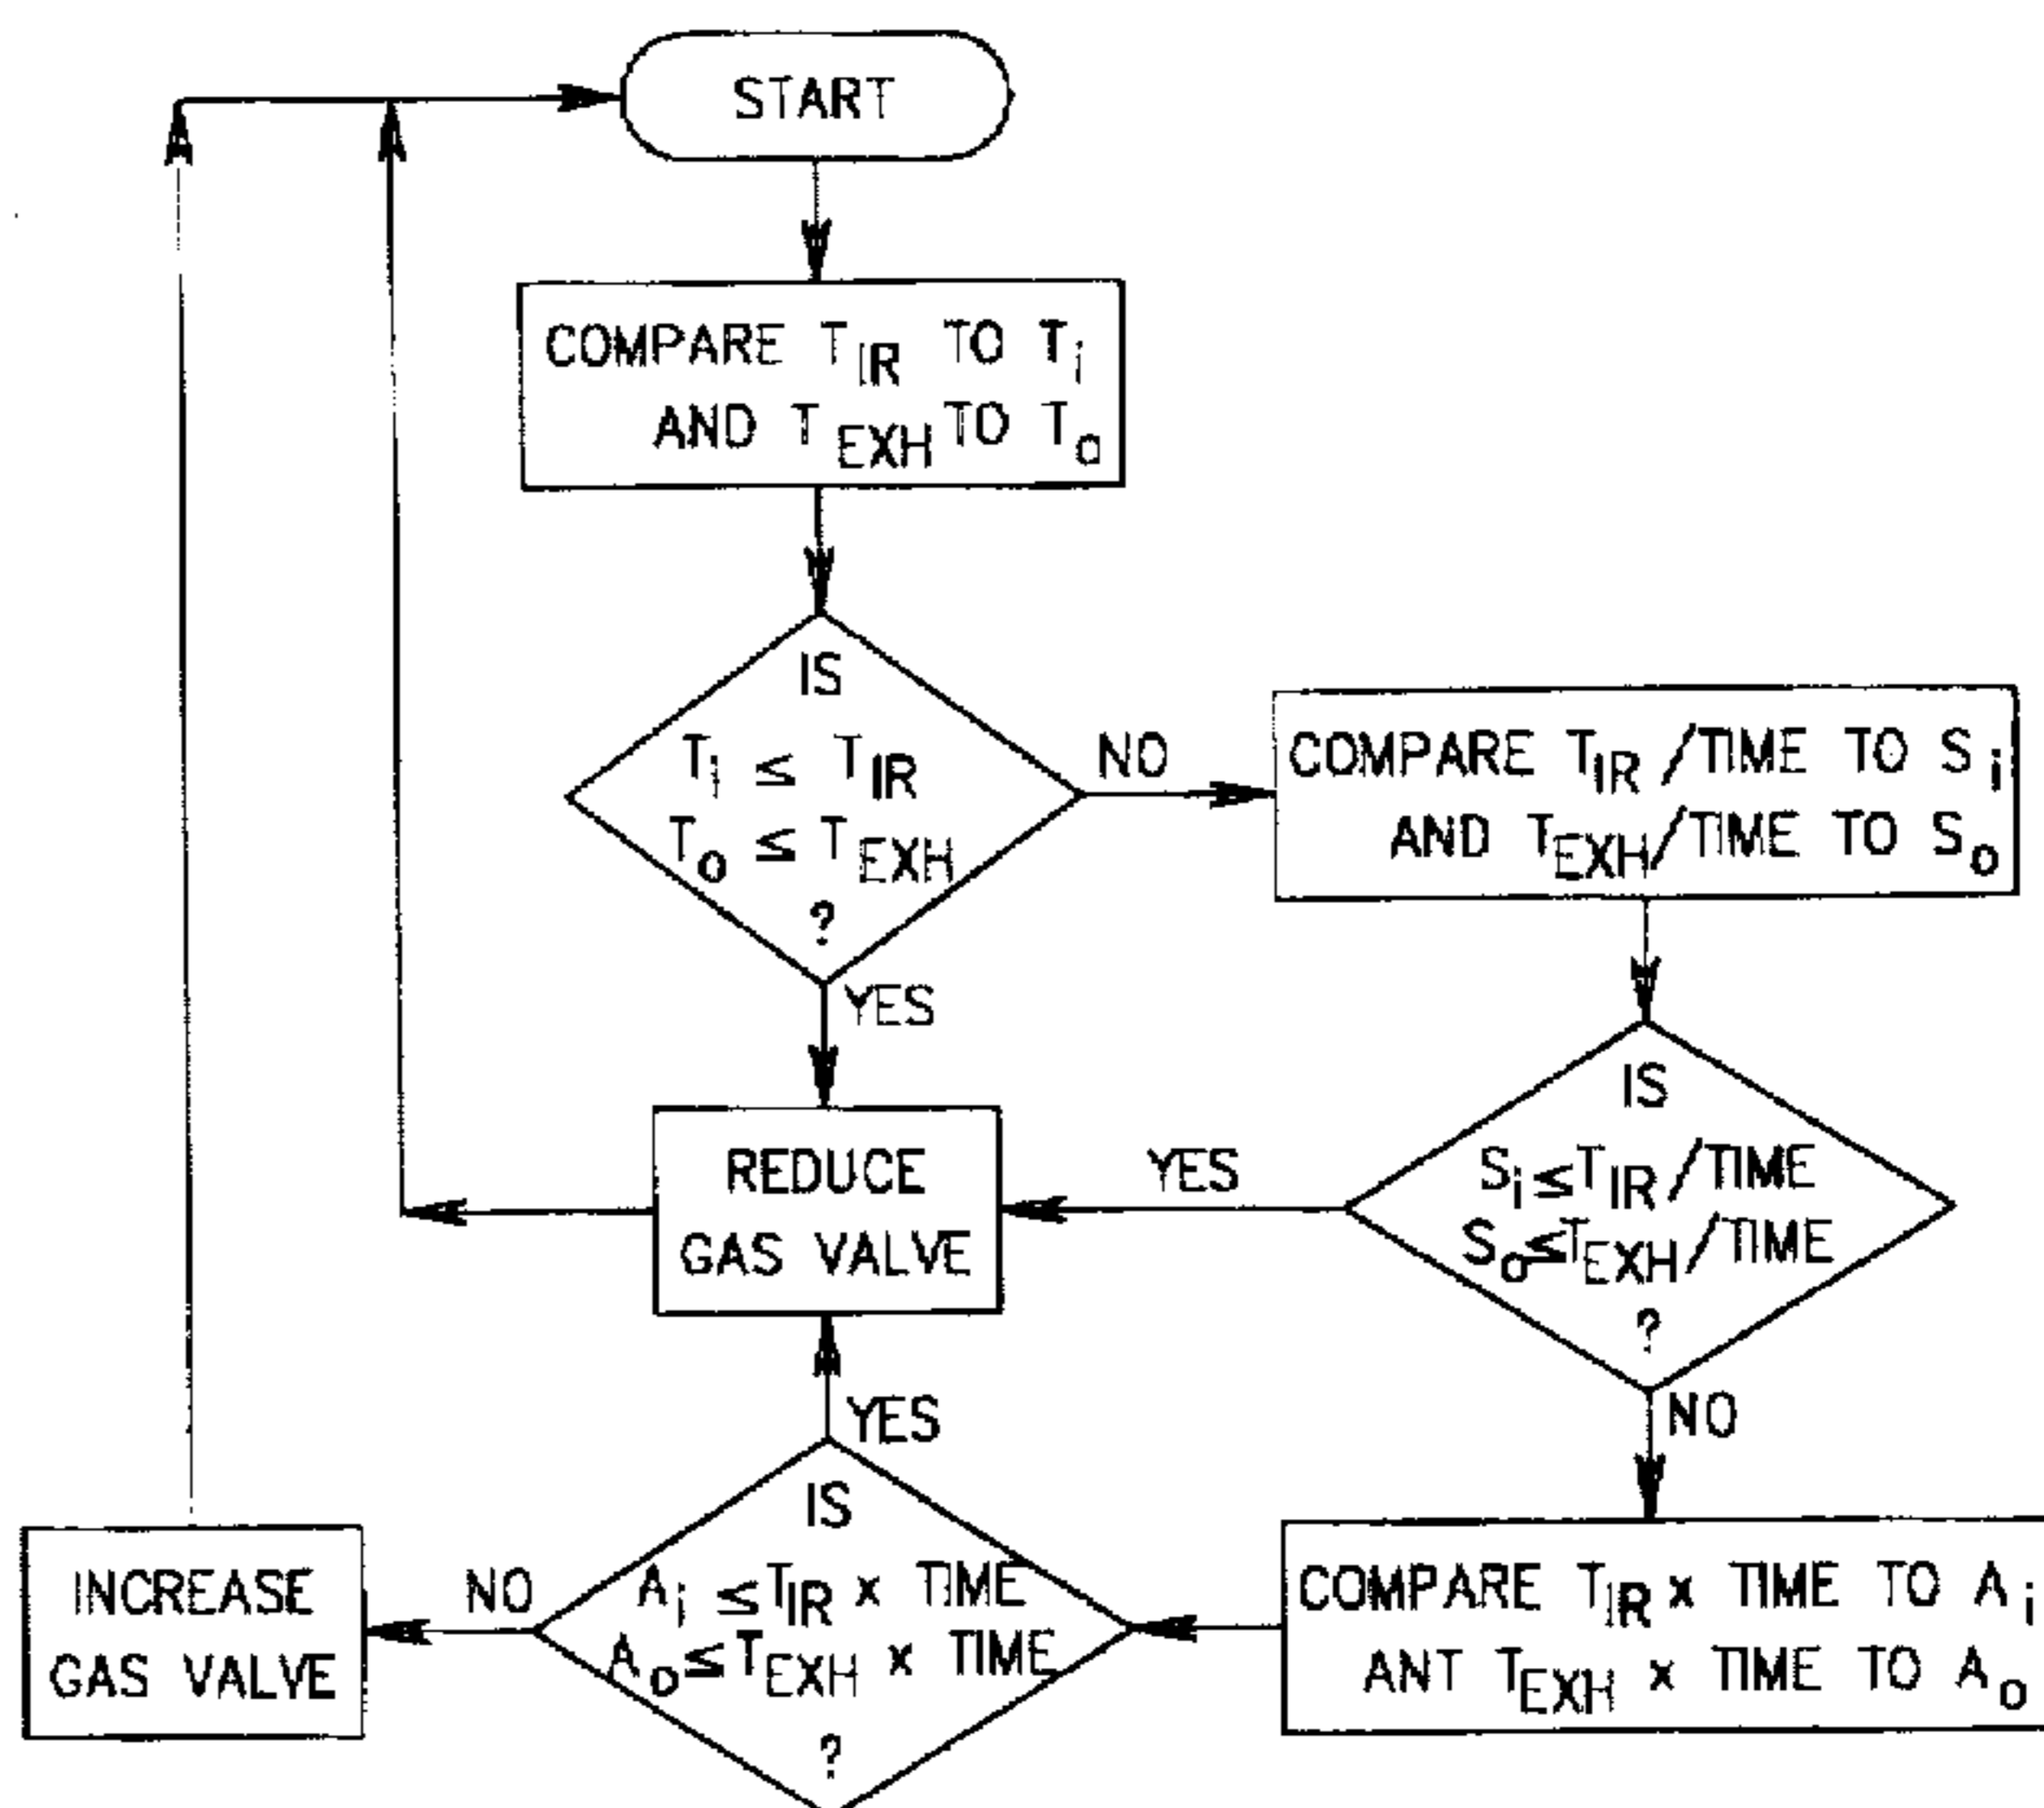 START
COMPARE T_IR TO T_i
AND T_EXH TO T_o
IS
T_i ≤ T_IR
T_o ≤ T_EXH
?
NO
YES
COMPARE T_IR /TIME TO S_i
AND T_EXH/TIME TO S_o
IS
S_i≤T_IR/TIME
S_o≤T_EXH/TIME
?
YES
NO
REDUCE
GAS VALVE
COMPARE T_IR x TIME TO A_i
ANT T_EXH x TIME TO A_o
YES
IS
A_i ≤T_IR x TIME
A_o≤T_EXH x TIME
?
NO
INCREASE
GAS VALVE